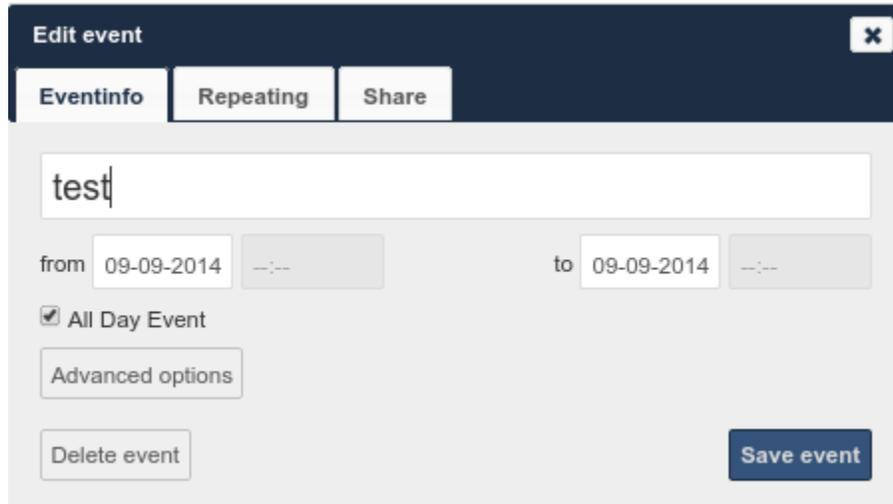 Edit event
Eventinfo Repeating Share
test
from 09-09-2014 --:-- to 09-09-2014 --:--
All Day Event
Advanced options
Delete event Save event